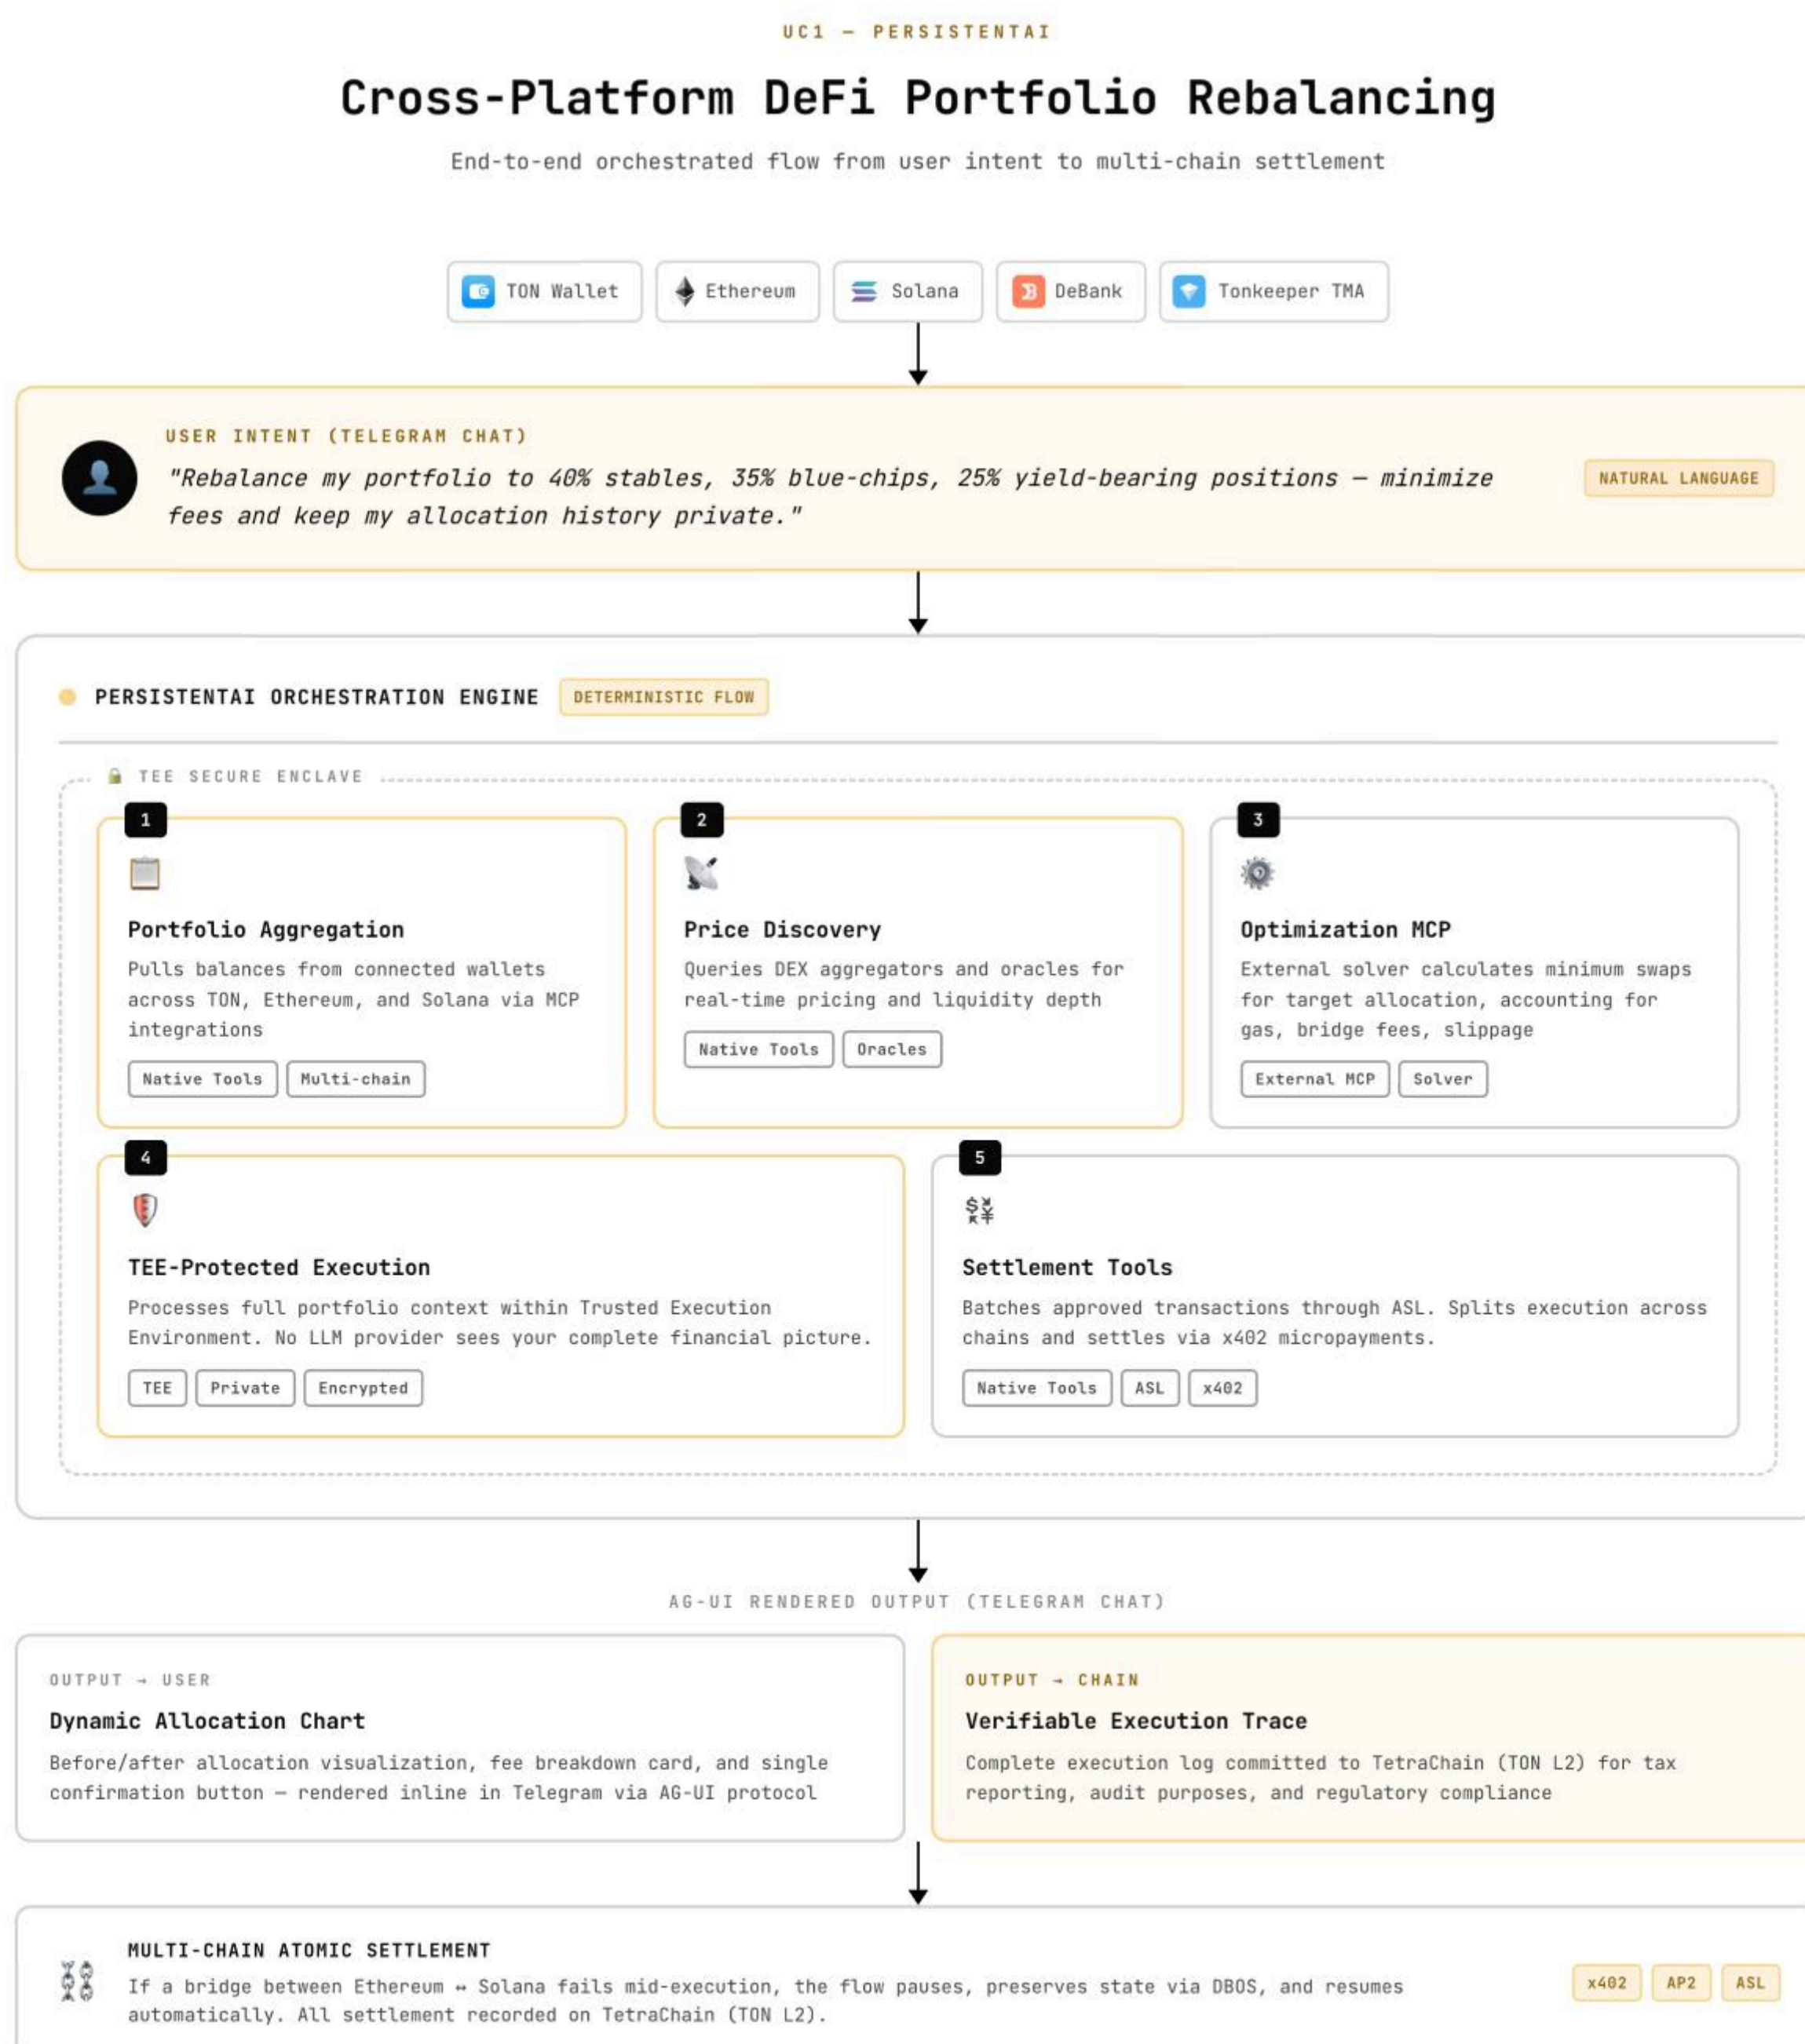 UC1 — PERSISTENTAI
Cross-Platform DeFi Portfolio Rebalancing
End-to-end orchestrated flow from user intent to multi-chain settlement
TON Wallet
Ethereum
Solana
DeBank
Tonkeeper TMA
USER INTENT (TELEGRAM CHAT)
"Rebalance my portfolio to 40% stables, 35% blue-chips, 25% yield-bearing positions — minimize
fees and keep my allocation history private."
NATURAL LANGUAGE
PERSISTENTAI ORCHESTRATION ENGINE
DETERMINISTIC FLOW
TEE SECURE ENCLAVE
1
Portfolio Aggregation
Pulls balances from connected wallets
across TON, Ethereum, and Solana via MCP
integrations
Native Tools
Multi-chain
2
Price Discovery
Queries DEX aggregators and oracles for
real-time pricing and liquidity depth
Native Tools
Oracles
3
Optimization MCP
External solver calculates minimum swaps
for target allocation, accounting for
gas, bridge fees, slippage
External MCP
Solver
4
TEE-Protected Execution
Processes full portfolio context within Trusted Execution
Environment. No LLM provider sees your complete financial picture.
TEE
Private
Encrypted
5
Settlement Tools
Batches approved transactions through ASL. Splits execution across
chains and settles via x402 micropayments.
Native Tools
ASL
x402
AG-UI RENDERED OUTPUT (TELEGRAM CHAT)
OUTPUT → USER
Dynamic Allocation Chart
Before/after allocation visualization, fee breakdown card, and single
confirmation button — rendered inline in Telegram via AG-UI protocol
OUTPUT → CHAIN
Verifiable Execution Trace
Complete execution log committed to TetraChain (TON L2) for tax
reporting, audit purposes, and regulatory compliance
MULTI-CHAIN ATOMIC SETTLEMENT
If a bridge between Ethereum ↔ Solana fails mid-execution, the flow pauses, preserves state via DBOS, and resumes
automatically. All settlement recorded on TetraChain (TON L2).
x402
AP2
ASL